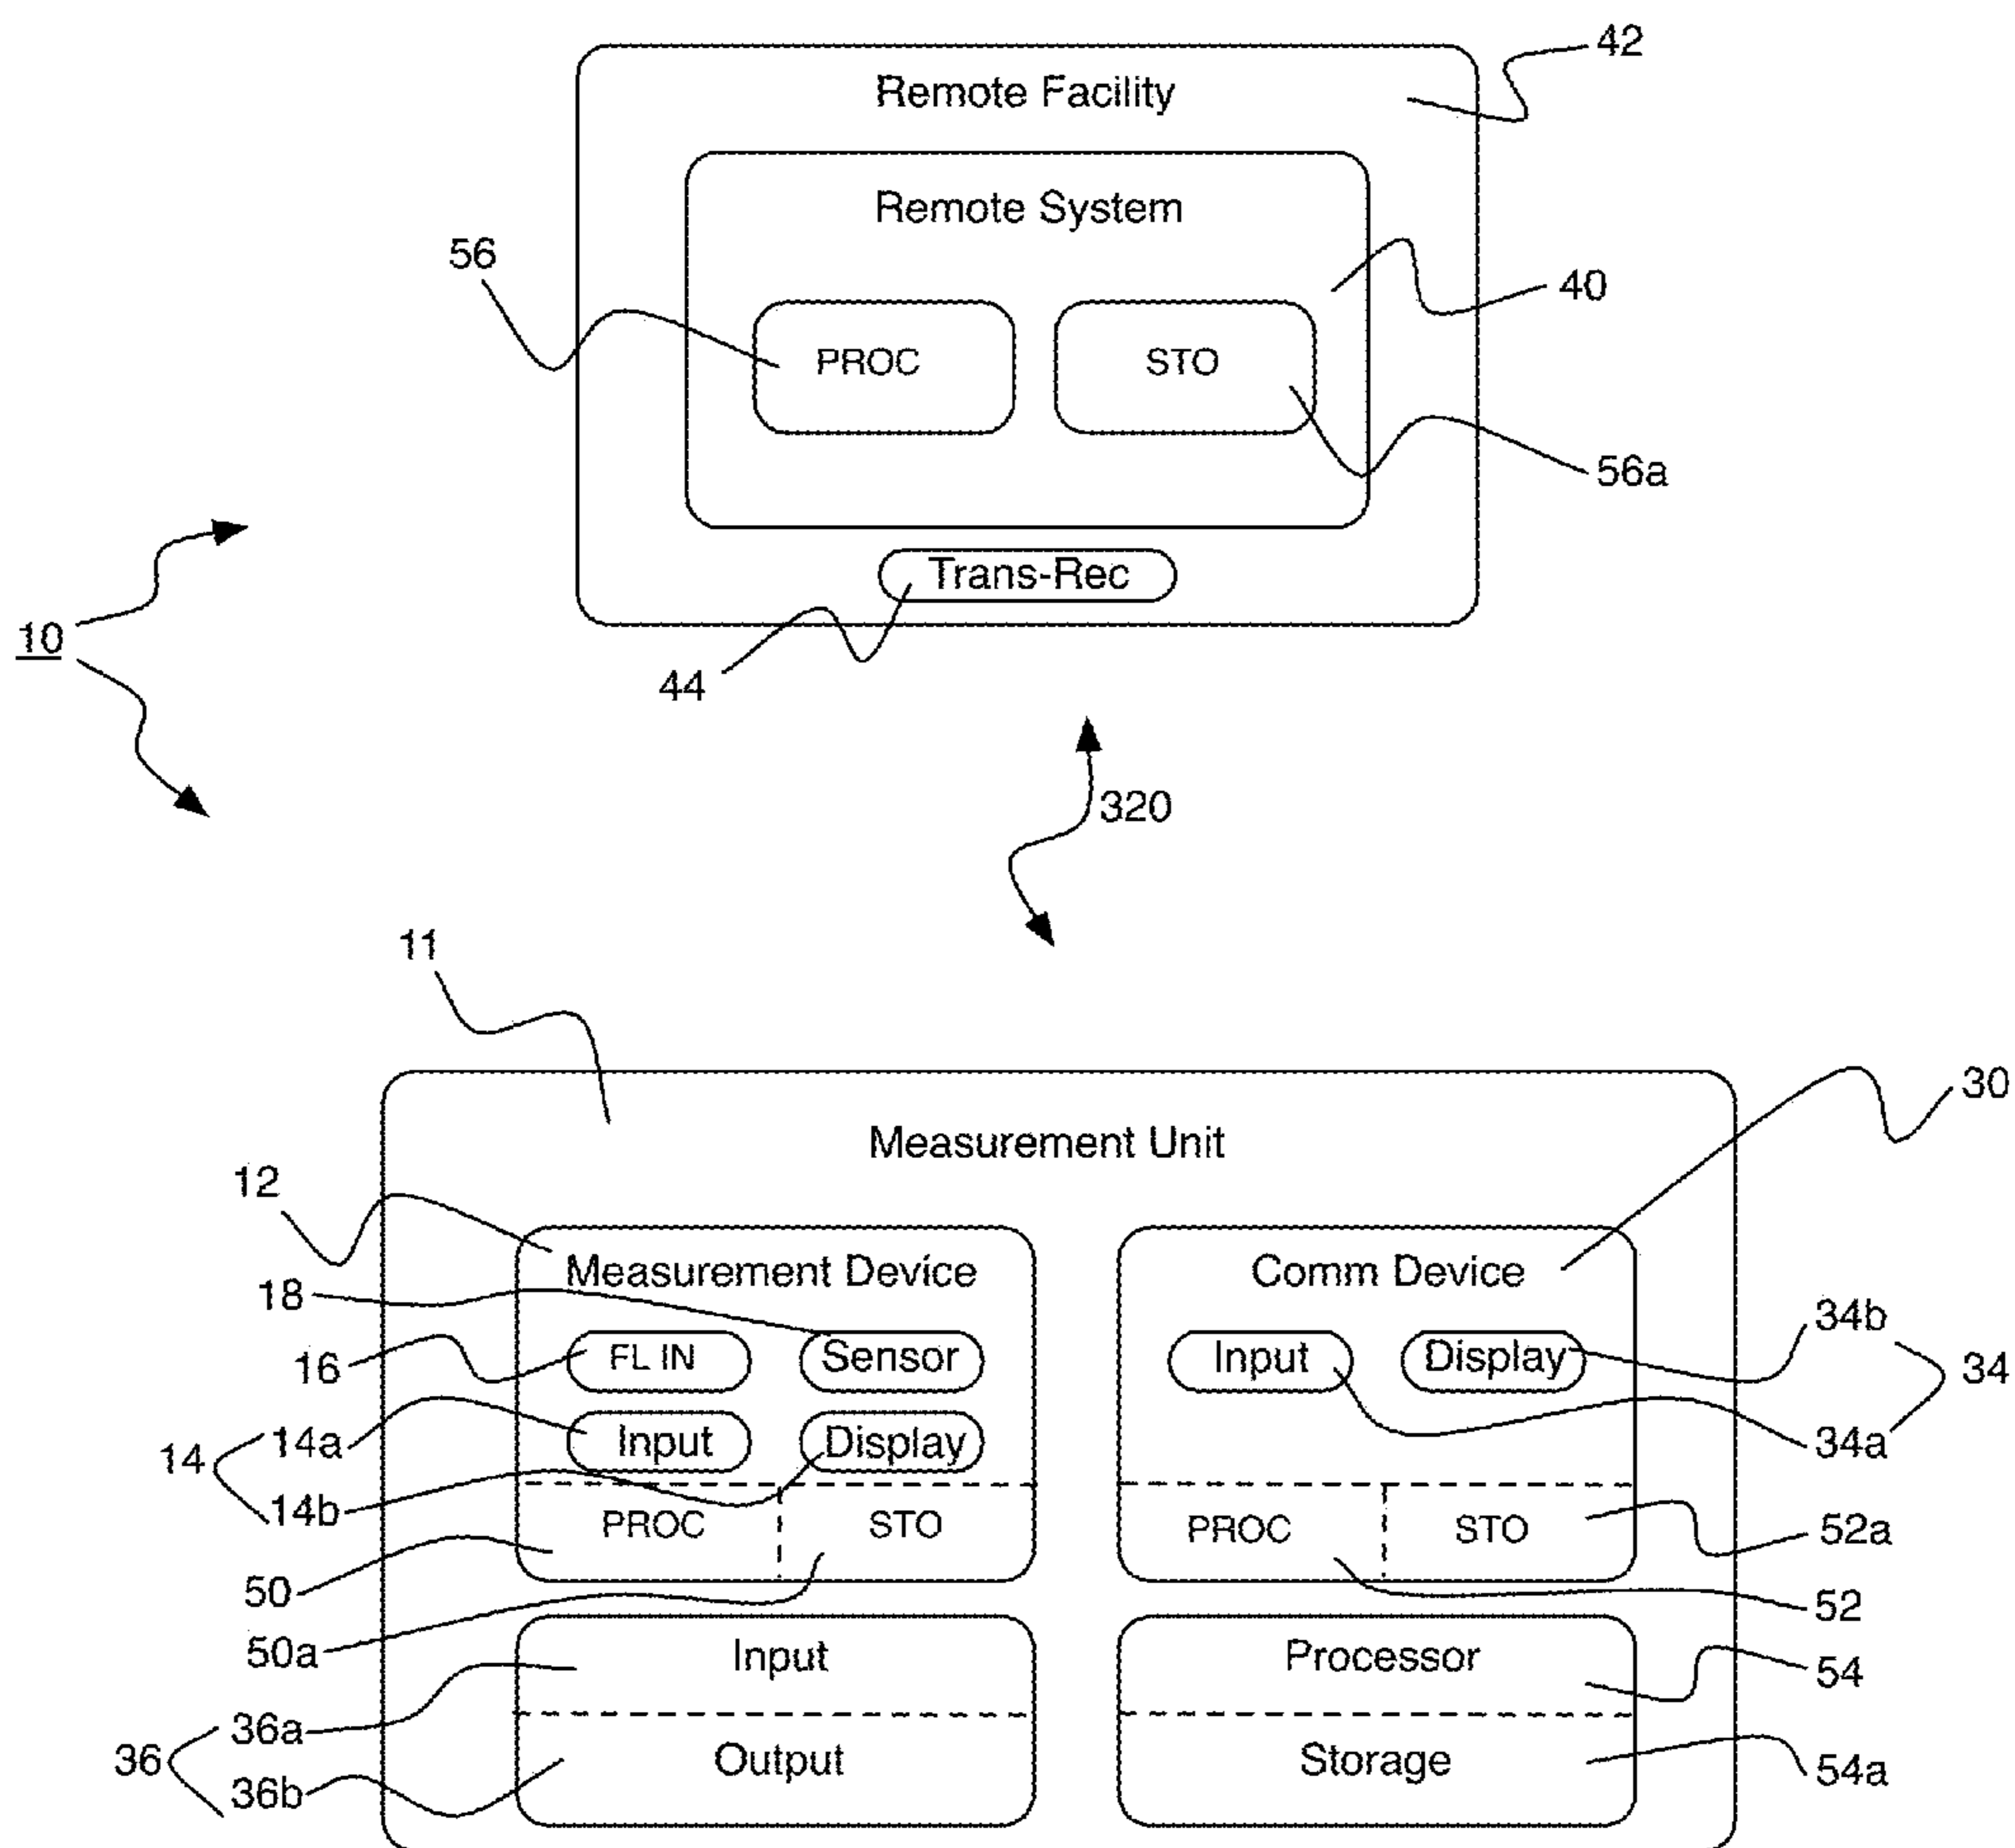 42
Remote Facility
Remote System
56
40
PROC
STO
56a
Trans-Rec
10
44
320
11
30
Measurement Unit
12
Measurement Device
Comm Device
18
34b
16
FL IN
Sensor
Input
Display
34
14
14a
Input
Display
34a
14b
PROC
STO
PROC
STO
52a
50
52
50a
Input
Processor
54
36
36a
Output
Storage
54a
36b